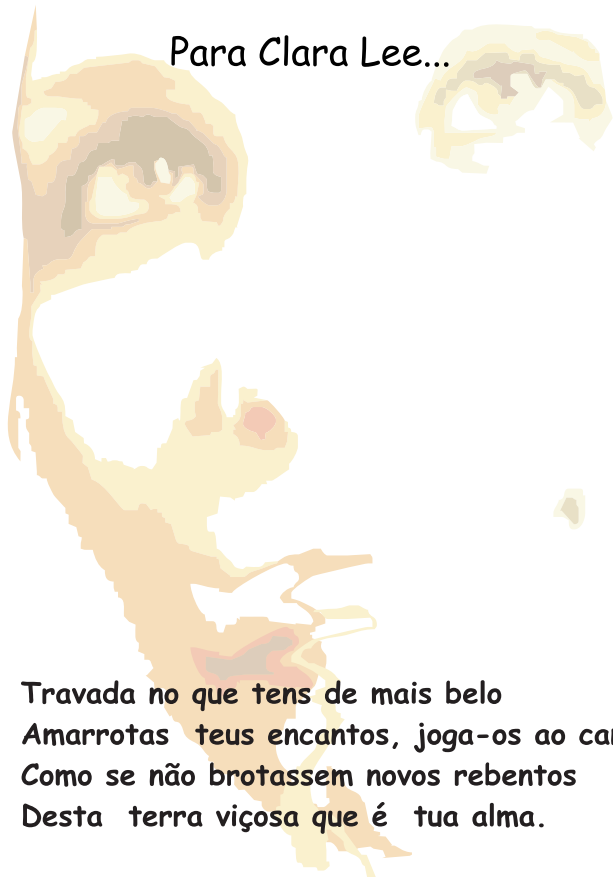 Para Clara Lee...
Travada no que tens de mais belo
Amarrotas teus encantos, joga-os ao
Como se não brotassem novos rebentos
Desta terra viçosa que é tua alma.